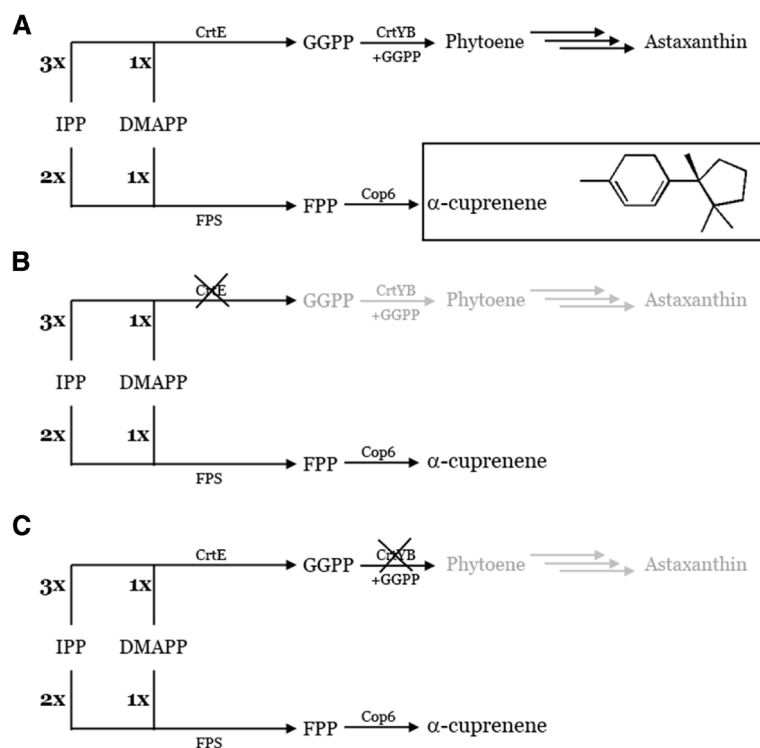 A
CrtE
GGPP
CrtYB
+GGPP
Phytoene
Astaxanthin
3x
1x
IPP
DMAPP
2x
1x
FPS
FPP
Cop6
α-cuprenene
B
CrtE
GGPP
CrtYB
+GGPP
Phytoene
Astaxanthin
3x
1x
IPP
DMAPP
2x
1x
FPS
FPP
Cop6
α-cuprenene
C
CrtE
GGPP
CrtYB
+GGPP
Phytoene
Astaxanthin
3x
1x
IPP
DMAPP
2x
1x
FPS
FPP
Cop6
α-cuprenene